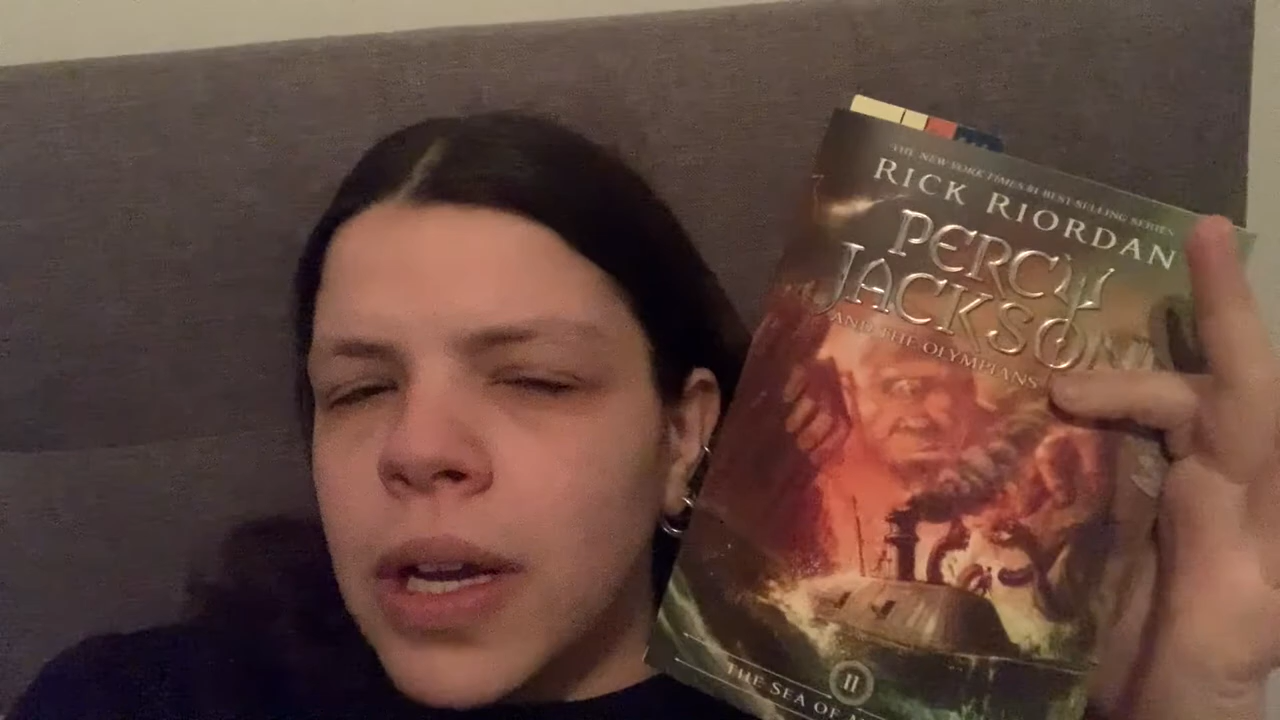 THE NEW YORK TIMES #1 BEST-SELLING SERIES
RICK RIORDAN
PERCY
JACKSON
AND THE OLYMPIANS
II
THE SEA OF